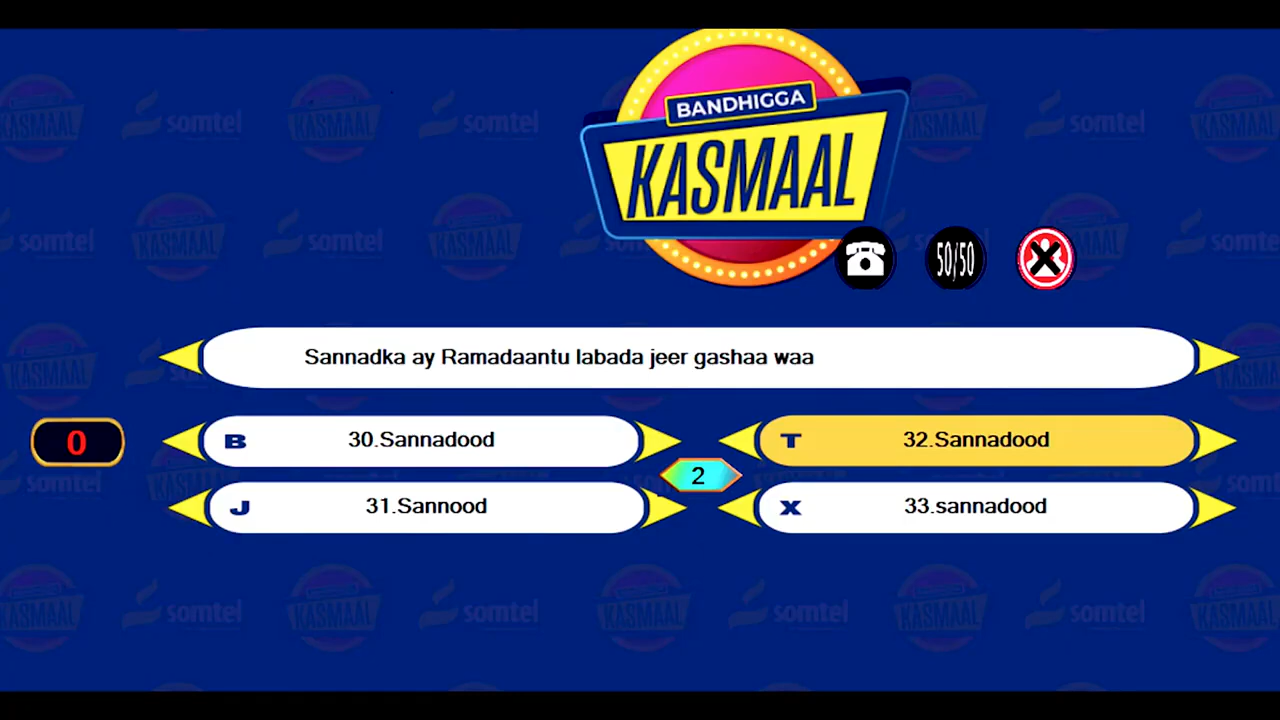 BANDHIGGA
KASMAAL
50/50
Sannadka ay Ramadaantu labada jeer gashaa waa
0
B 30.Sannadood
T 32.Sannadood
2
J 31.Sannood
X 33.sannadood
somtel